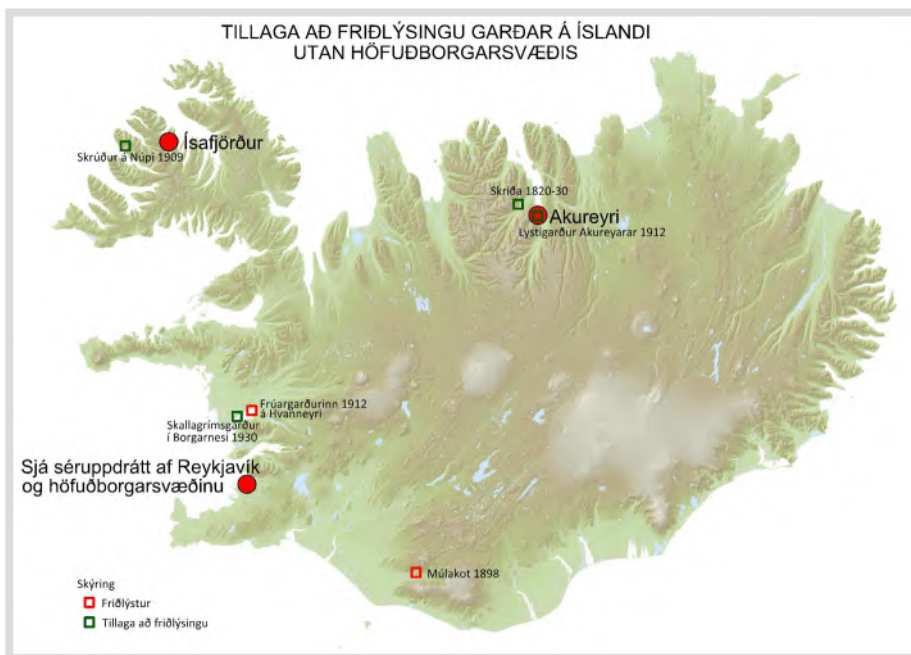 TILLAGA AÐ FRIÐLÝSINGU GARÐAR Á ÍSLANDI
UTAN HÖFUÐBORGARSVÆÐIS
Ísafjörður
Skrúður á Núpi 1909
Skriða 1820-30
Akureyri
Lystigarður Akureyarar 1912
Frúargarðurinn 1912
á Hvanneyri
Skallagrímsgarður
í Borgarnesi 1930
Sjá séruppdrátt af Reykjavík
og höfuðborgarsvæðinu
Múlakot 1898
Skýring
Friðlýstur
Tillaga að friðlýsingu